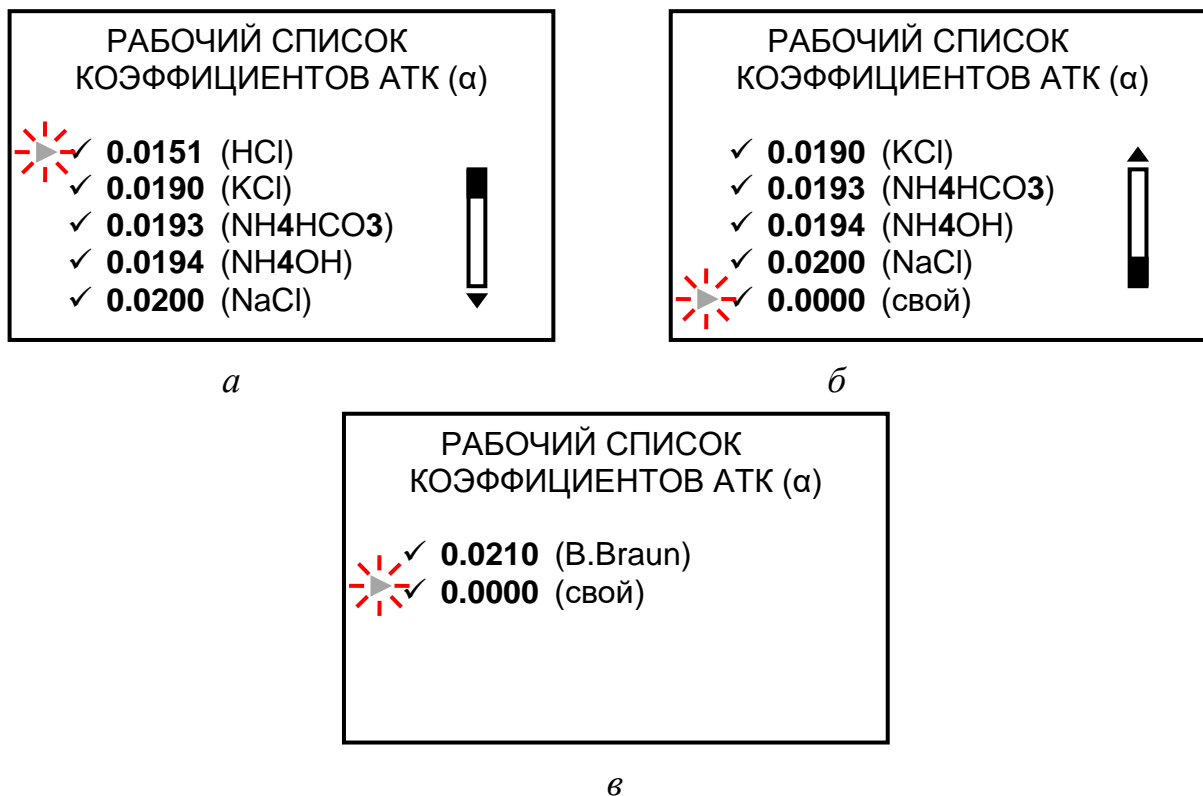 РАБОЧИЙ СПИСОК
КОЭФФИЦИЕНТОВ АТК (α)
✓ 0.0151 (HCl)
✓ 0.0190 (KCl)
✓ 0.0193 (NH4HCO3)
✓ 0.0194 (NH4OH)
✓ 0.0200 (NaCl)
а
РАБОЧИЙ СПИСОК
КОЭФФИЦИЕНТОВ АТК (α)
✓ 0.0190 (KCl)
✓ 0.0193 (NH4HCO3)
✓ 0.0194 (NH4OH)
✓ 0.0200 (NaCl)
✓ 0.0000 (свой)
б
РАБОЧИЙ СПИСОК
КОЭФФИЦИЕНТОВ АТК (α)
✓ 0.0210 (B.Braun)
✓ 0.0000 (свой)
в